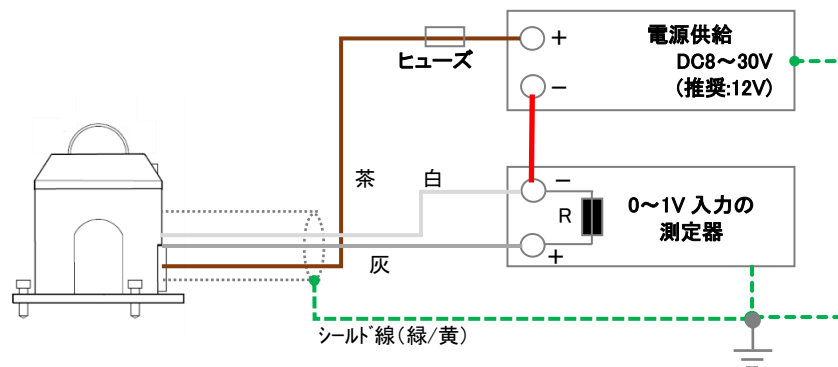 +
電源供給
ヒューズ
DC8～30V
－
(推奨:12V)
茶
白
－
R
0～1V 入力の
測定器
+
灰
ｼｰﾙﾄﾞ線(緑/黄)